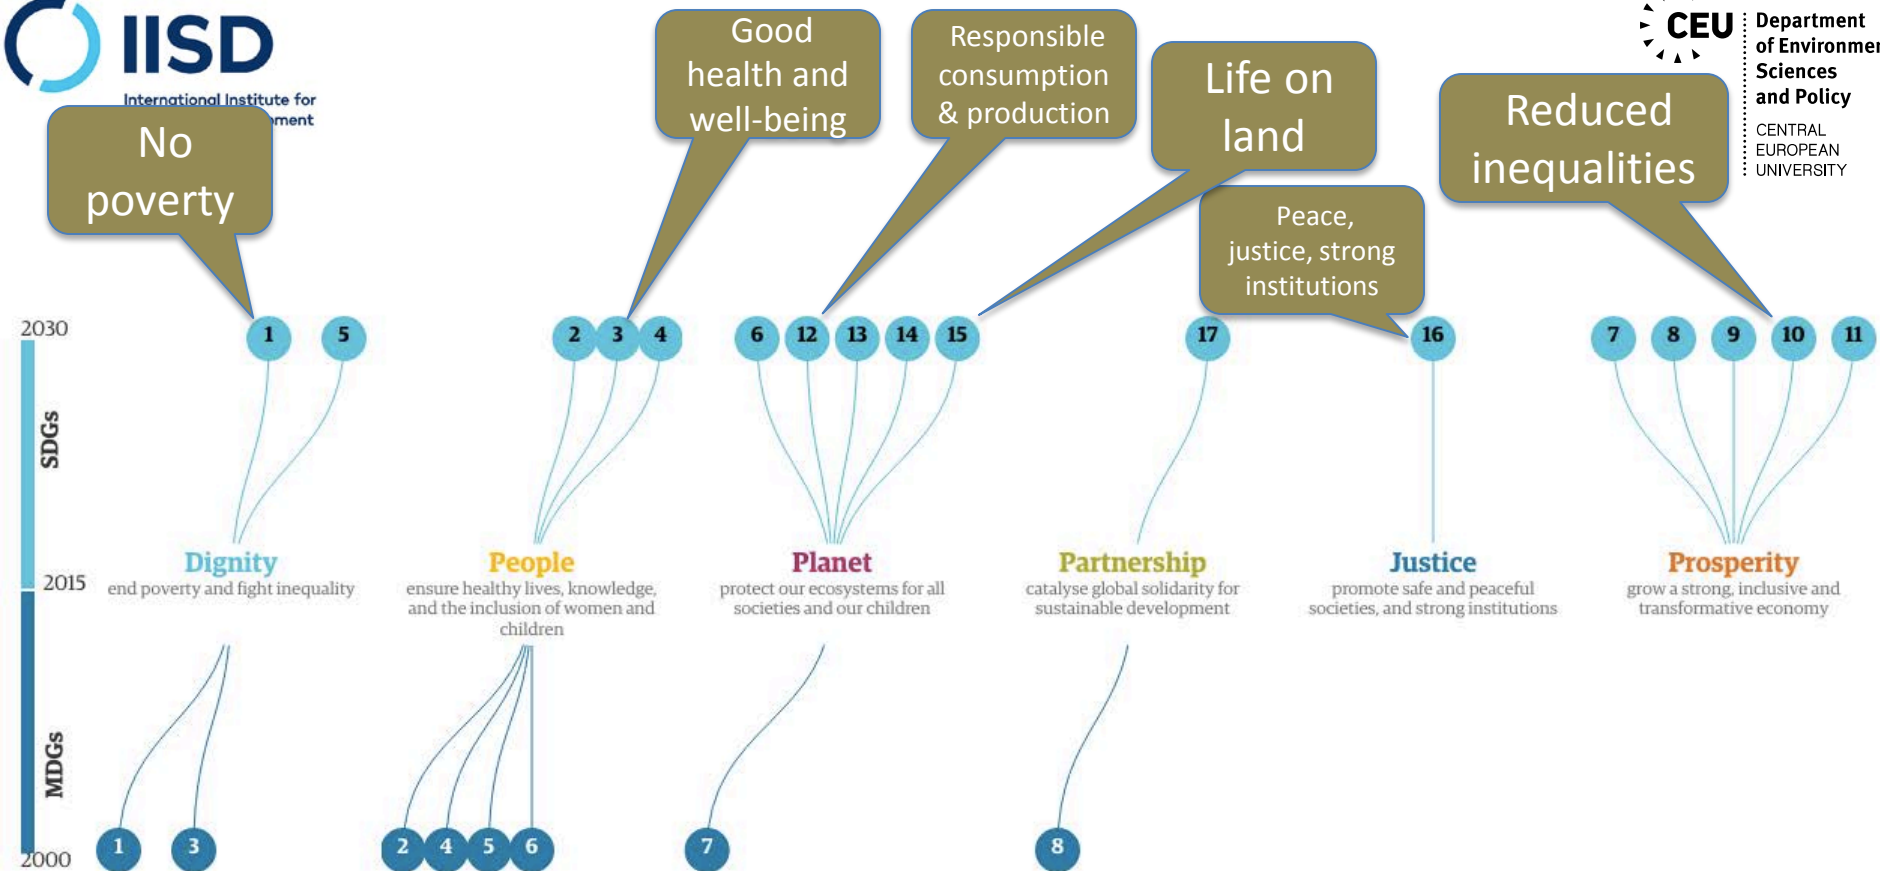 IISD
International Institute for
No
poverty
Good
health and
well-being
Responsible
consumption
& production
Life on
land
Peace,
justice, strong
institutions
Reduced
inequalities
CEU
Department
of
Sciences
and Policy
CENTRAL
EUROPEAN
UNIVERSITY
2030
1 5
2 3 4
6 12 13 14 15
17
16
7 8 9 10 11
SDGs
2015
Dignity
end poverty and fight inequality
People
ensure healthy lives, knowledge,
and the inclusion of women and
children
Planet
protect our ecosystems for all
societies and our children
Partnership
catalyse global solidarity for
sustainable development
Justice
promote safe and peaceful
societies, and strong institutions
Prosperity
grow a strong, inclusive and
transformative economy
MDGs
2000
1 3
2 4 5 6
7
8